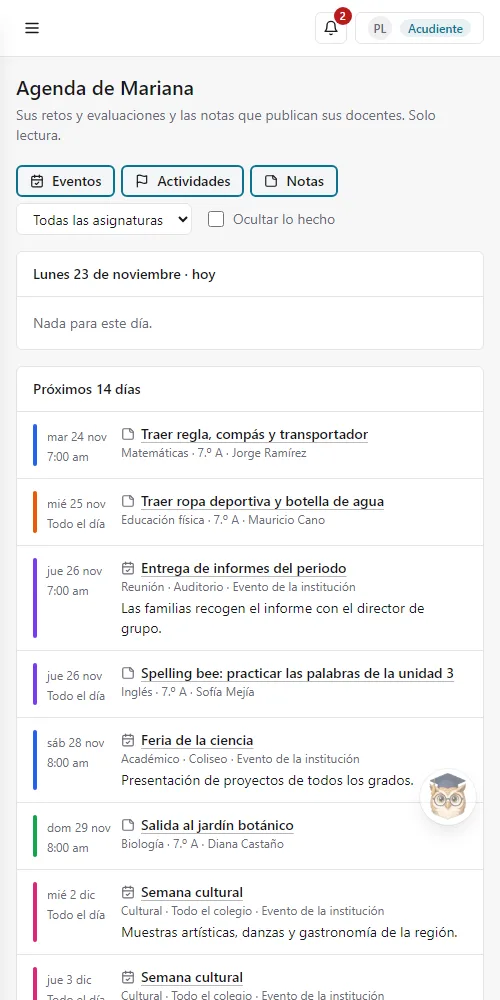 2
PL Acudiente
Agenda de Mariana
Sus retos y evaluaciones y las notas que publican sus docentes. Solo
lectura.
Eventos Actividades Notas
Todas las asignaturas Ocultar lo hecho
Lunes 23 de noviembre · hoy
Nada para este día.
Próximos 14 días
mar 24 nov
7:00 am
Traer regla, compás y transportador
Matemáticas · 7.º A · Jorge Ramírez
mié 25 nov
Todo el día
Traer ropa deportiva y botella de agua
Educación física · 7.º A · Mauricio Cano
jue 26 nov
7:00 am
Entrega de informes del periodo
Reunión · Auditorio · Evento de la institución
Las familias recogen el informe con el director de
grupo.
jue 26 nov
Todo el día
Spelling bee: practicar las palabras de la unidad 3
Inglés · 7.º A · Sofía Mejía
sáb 28 nov
8:00 am
Feria de la ciencia
Académico · Coliseo · Evento de la institución
Presentación de proyectos de todos los grados.
dom 29 nov
8:00 am
Salida al jardín botánico
Biología · 7.º A · Diana Castaño
mié 2 dic
Todo el día
Semana cultural
Cultural · Todo el colegio · Evento de la institución
Muestras artísticas, danzas y gastronomía de la región.
jue 3 dic
Todo el día
Semana cultural
Cultural · Todo el colegio · Evento de la institución